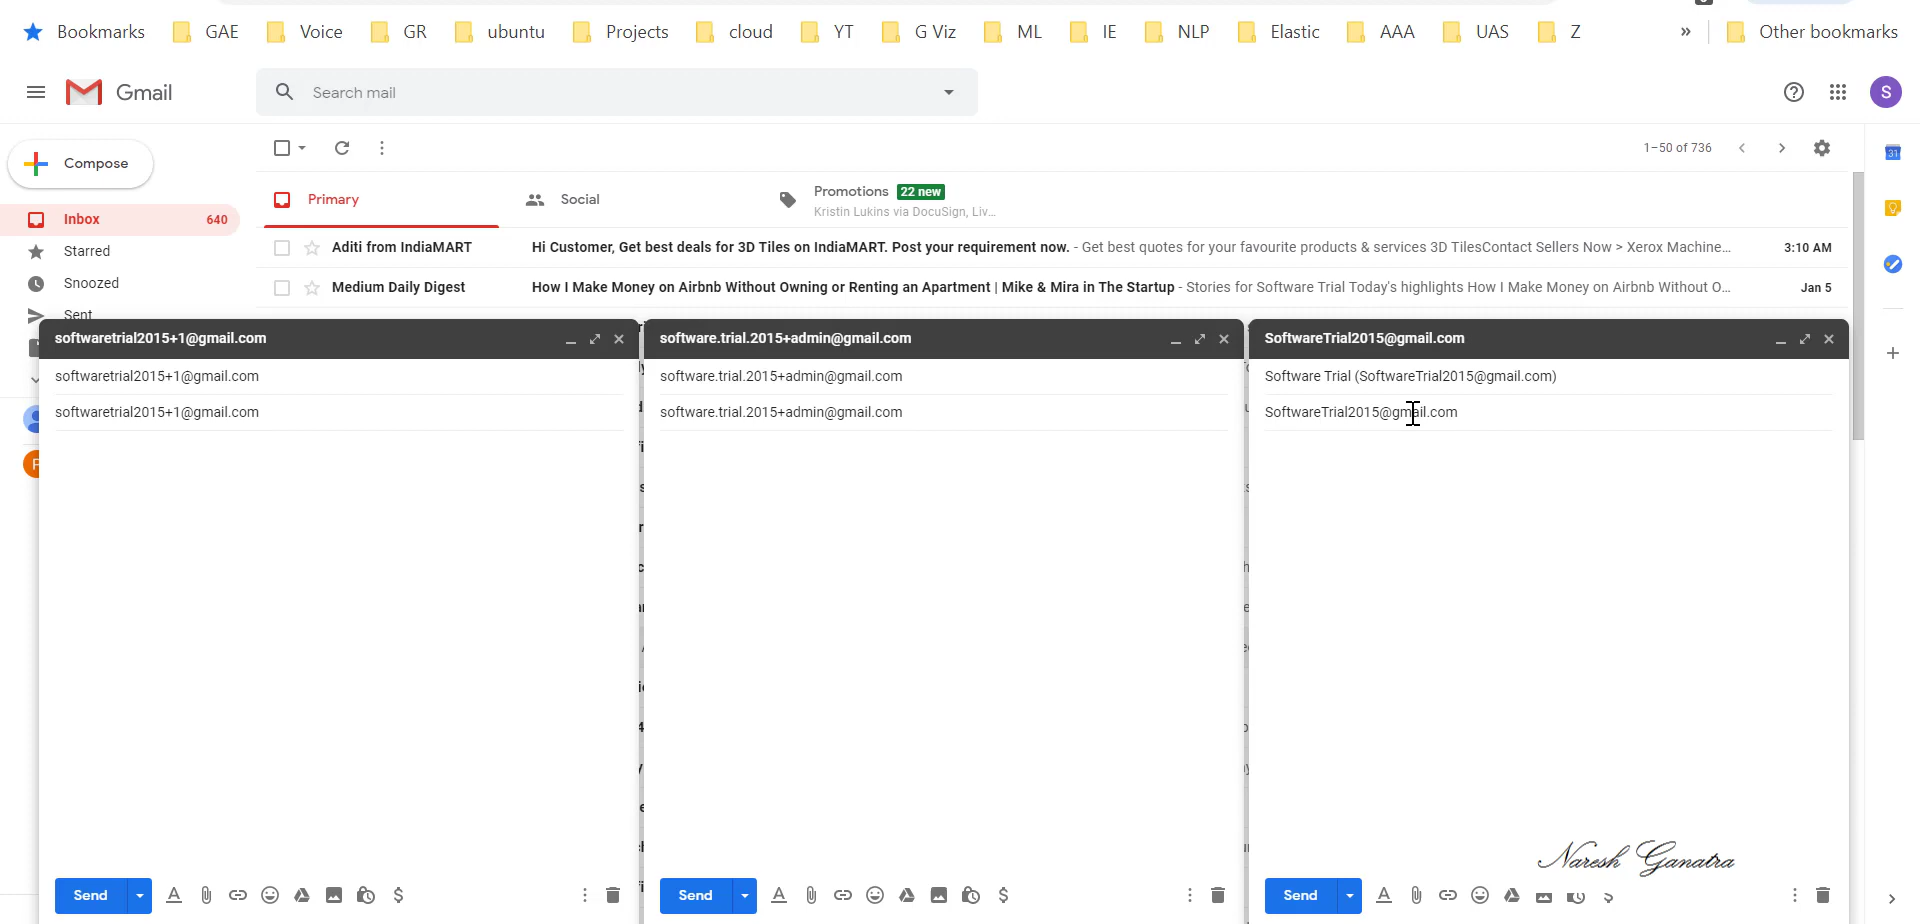 Bookmarks GAE Voice GR ubuntu Projects cloud YT G Viz ML IE NLP Elastic AAA UAS Z » Other bookmarks
Gmail Search mail S
Compose 1–50 of 736
Inbox 640
Starred
Snoozed
Sent
Primary Social Promotions 22 new
Kristin Lukins via DocuSign, Liv...
Aditi from IndiaMART Hi Customer, Get best deals for 3D Tiles on IndiaMART. Post your requirement now. - Get best quotes for your favourite products & services 3D TilesContact Sellers Now > Xerox Machine... 3:10 AM
Medium Daily Digest How I Make Money on Airbnb Without Owning or Renting an Apartment | Mike & Mira in The Startup - Stories for Software Trial Today's highlights How I Make Money on Airbnb Without O... Jan 5
softwaretrial2015+1@gmail.com
softwaretrial2015+1@gmail.com
softwaretrial2015+1@gmail.com
Send
software.trial.2015+admin@gmail.com
software.trial.2015+admin@gmail.com
software.trial.2015+admin@gmail.com
Send
SoftwareTrial2015@gmail.com
Software Trial (SoftwareTrial2015@gmail.com)
SoftwareTrial2015@gmail.com
Naresh Ganatra
Send
31